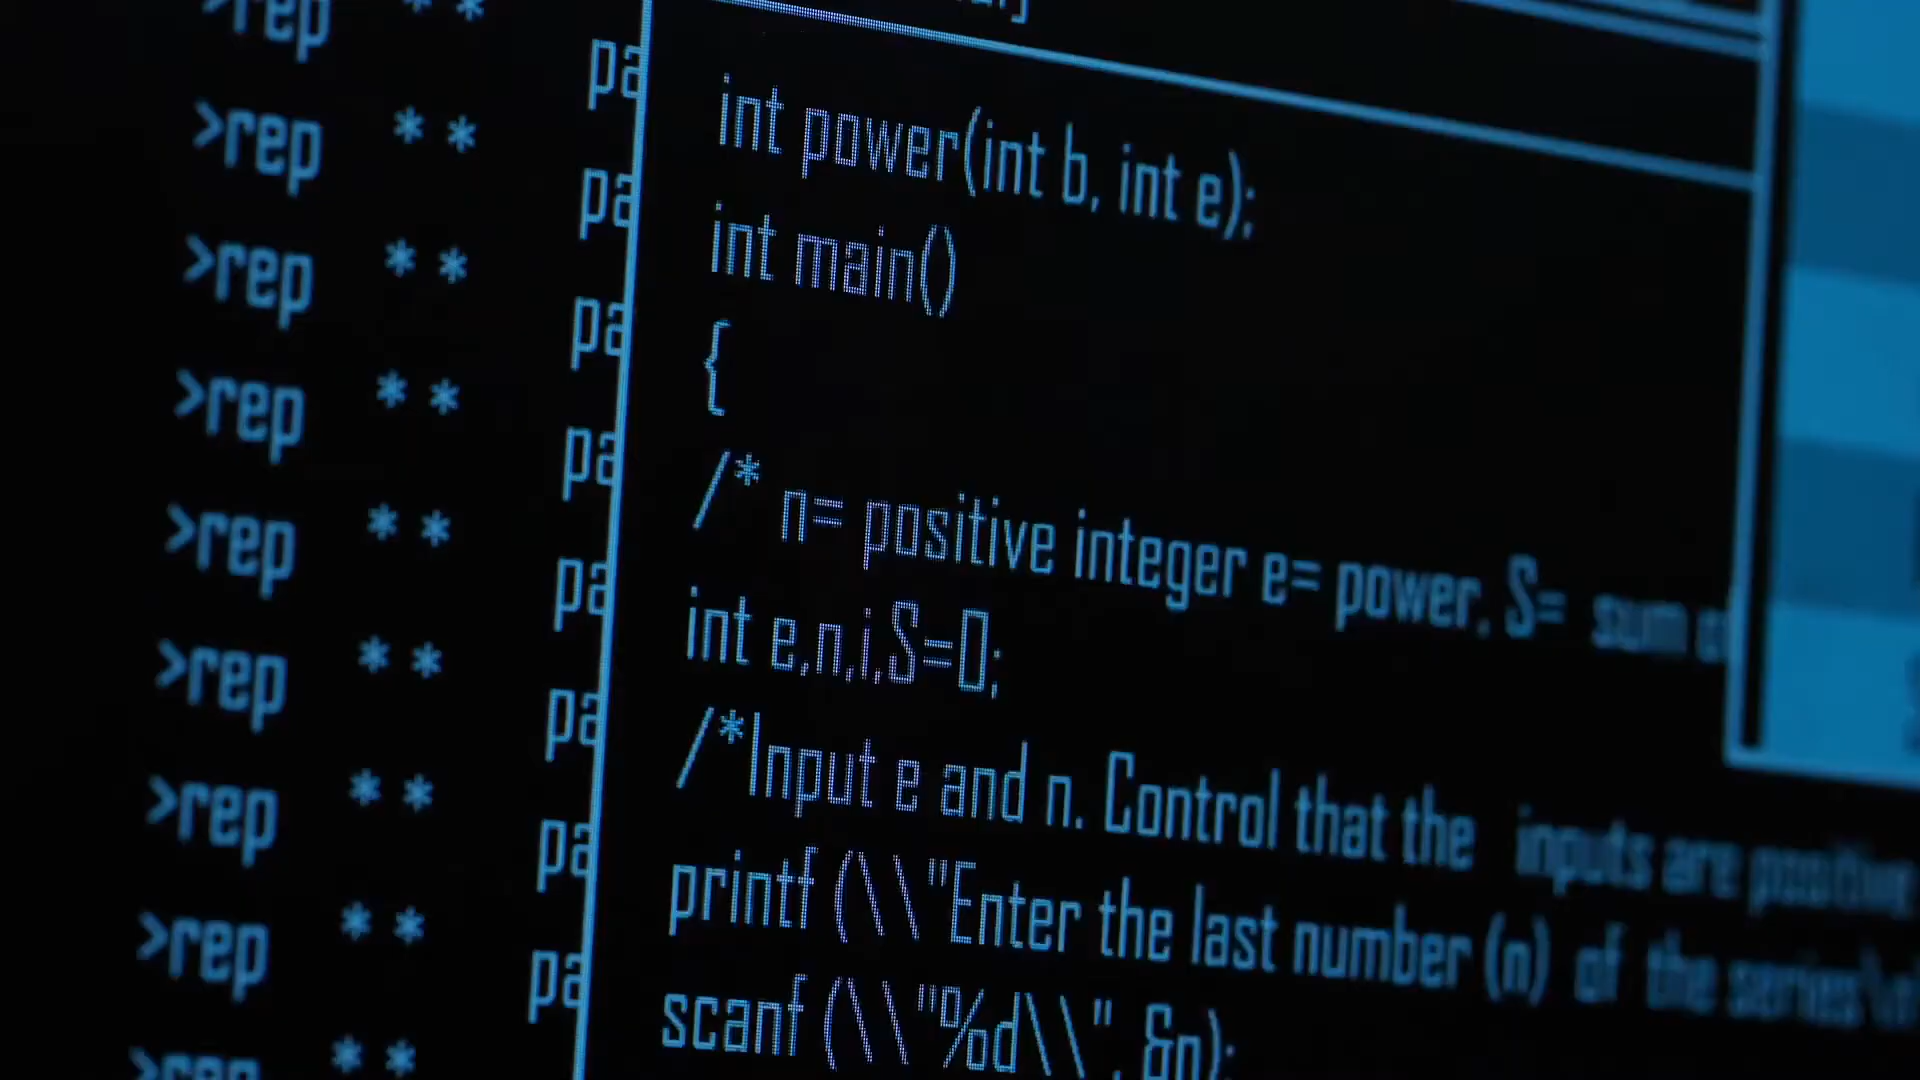 >rep * * pa
>rep * * pa
>rep * * pa
>rep * * pa
>rep * * pa
>rep * * pa
>rep * * pa
>rep * * pa
>rep * *
int power(int b, int e);
int main()
{
/* n= positive integer e= power, S= sum
int e,n,i,S=0;
/*Input e and n. Control that the inputs are positive
printf (\\"Enter the last number (n) of the series\n
scanf (\\"%d\\", &n);